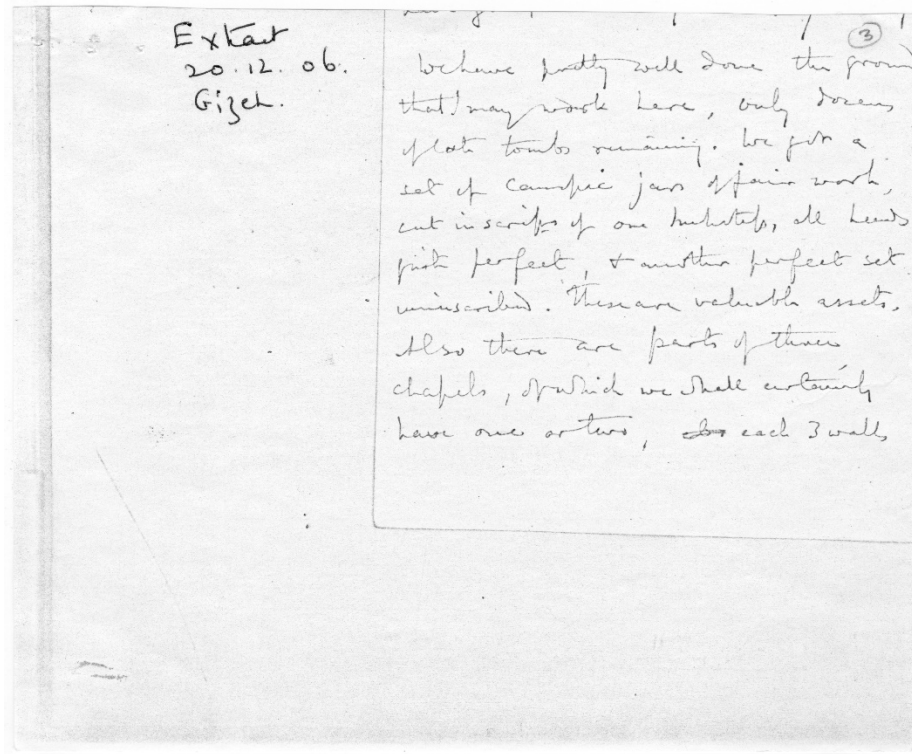 Extract
20.12.06.
Gizeh.
3
We have pretty well done the groun
that I may work here, only dozens
of late tombs remaining. We got a
set of Canopic jars of fair work,
cut inscrips of one
, all heads
quite perfect, & another perfect set
uninscribed. These are valuable assets.
Also there are parts of three
chapels, of which we shall certainly
have one or two, each 3 walls